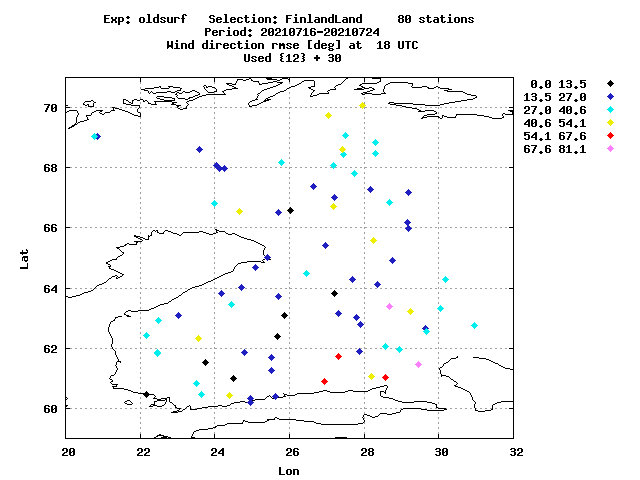 Exp: oldsurf   Selection: FinlandLand     80 stations
Period: 20210716-20210724
Wind direction rmse [deg] at  18 UTC
Used {12} + 30
0.0 13.5
13.5 27.0
27.0 40.6
40.6 54.1
54.1 67.6
67.6 81.1
70
68
66
64
62
60
Lat
20 22 24 26 28 30 32
Lon